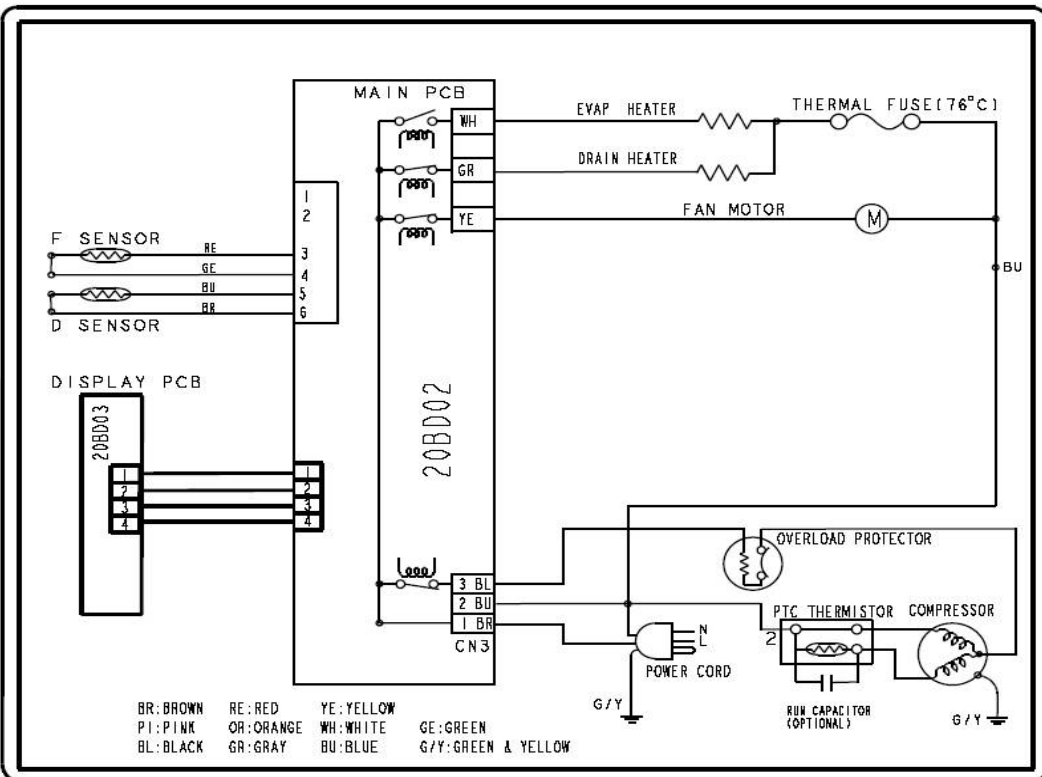 MAIN PCB
WH
EVAP HEATER
THERMAL FUSE(76°C)
GR
DRAIN HEATER
YE
FAN MOTOR
M
BU
1
2
3
4
5
6
F SENSOR
RE
GE
BU
BR
D SENSOR
DISPLAY PCB
20BD03
1
2
3
4
1
2
3
4
20BD02
3 BL
2 BU
1 BR
CN3
OVERLOAD PROTECTOR
PTC THERMISTOR
COMPRESSOR
2
N
L
POWER CORD
G/Y
RUN CAPACITOR
(OPTIONAL)
G/Y
BR:BROWN RE:RED YE:YELLOW
PI:PINK OR:ORANGE WH:WHITE GE:GREEN
BL:BLACK GR:GRAY BU:BLUE G/Y:GREEN & YELLOW